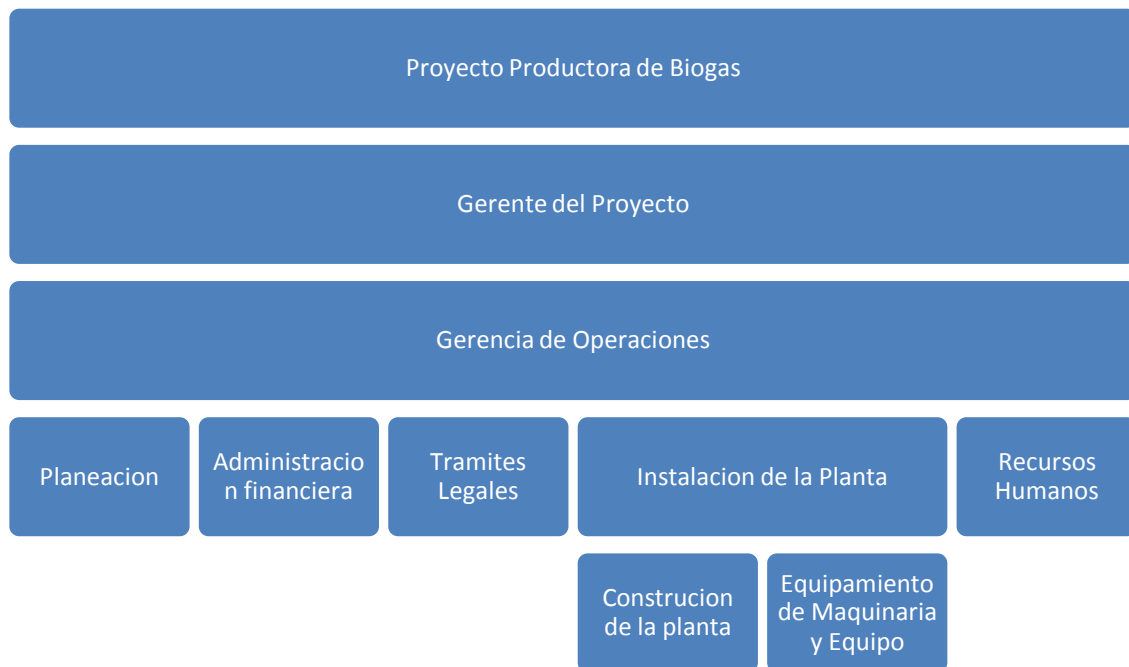 Proyecto Productora de Biogas
Gerente del Proyecto
Gerencia de Operaciones
Planeacion
Administracio
n financiera
Tramites
Legales
Instalacion de la Planta
Recursos
Humanos
Construcion
de la planta
Equipamiento
de Maquinaria
y Equipo